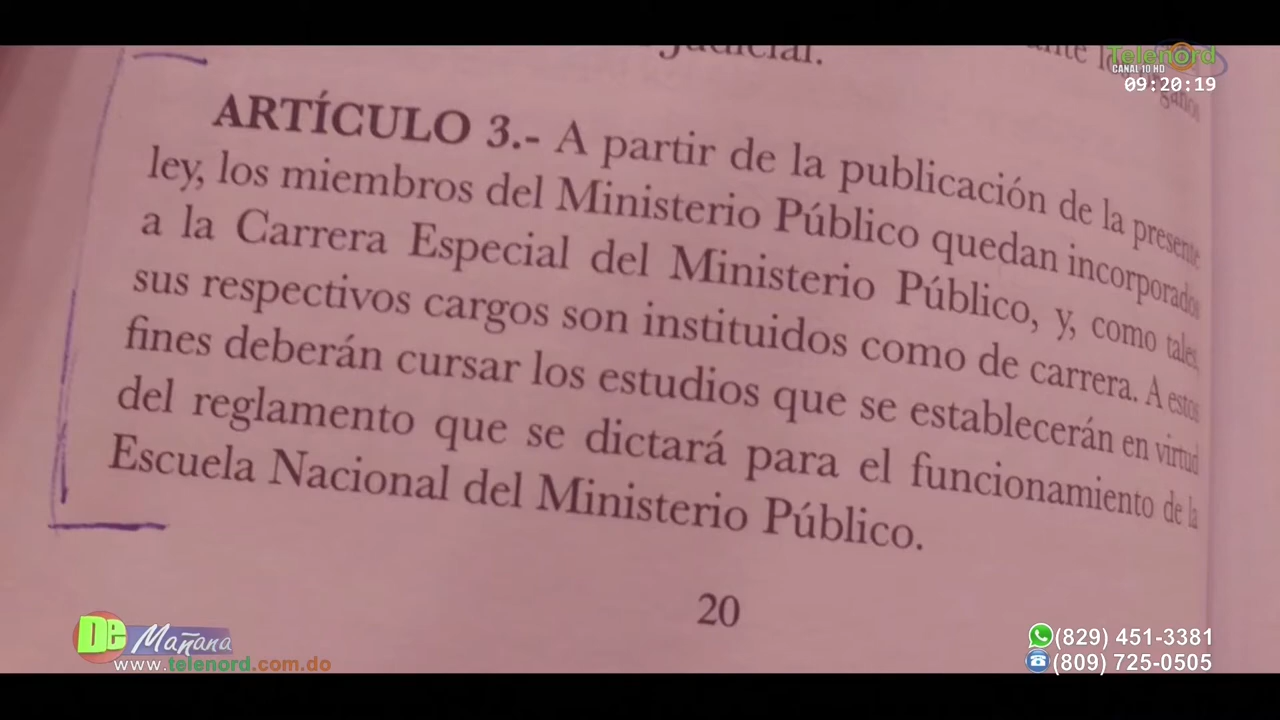 Judicial.
Telenord
CANAL 10 HD
09:20:19
ARTÍCULO 3.- A partir de la publicación de la presente
ley, los miembros del Ministerio Público quedan incorporados
a la Carrera Especial del Ministerio Público, y, como tales,
sus respectivos cargos son instituidos como de carrera. A estos
fines deberán cursar los estudios que se establecerán en virtud
del reglamento que se dictará para el funcionamiento de la
Escuela Nacional del Ministerio Público.
20
De Mañana
www.telenord.com.do
(829) 451-3381
(809) 725-0505